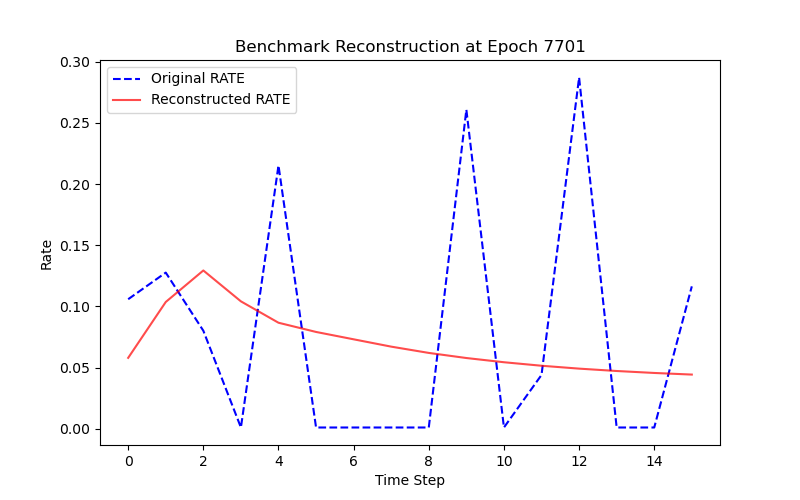 Benchmark Reconstruction at Epoch 7701
Original RATE
Reconstructed RATE
0.30
0.25
0.20
0.15
0.10
0.05
0.00
Rate
0 2 4 6 8 10 12 14
Time Step